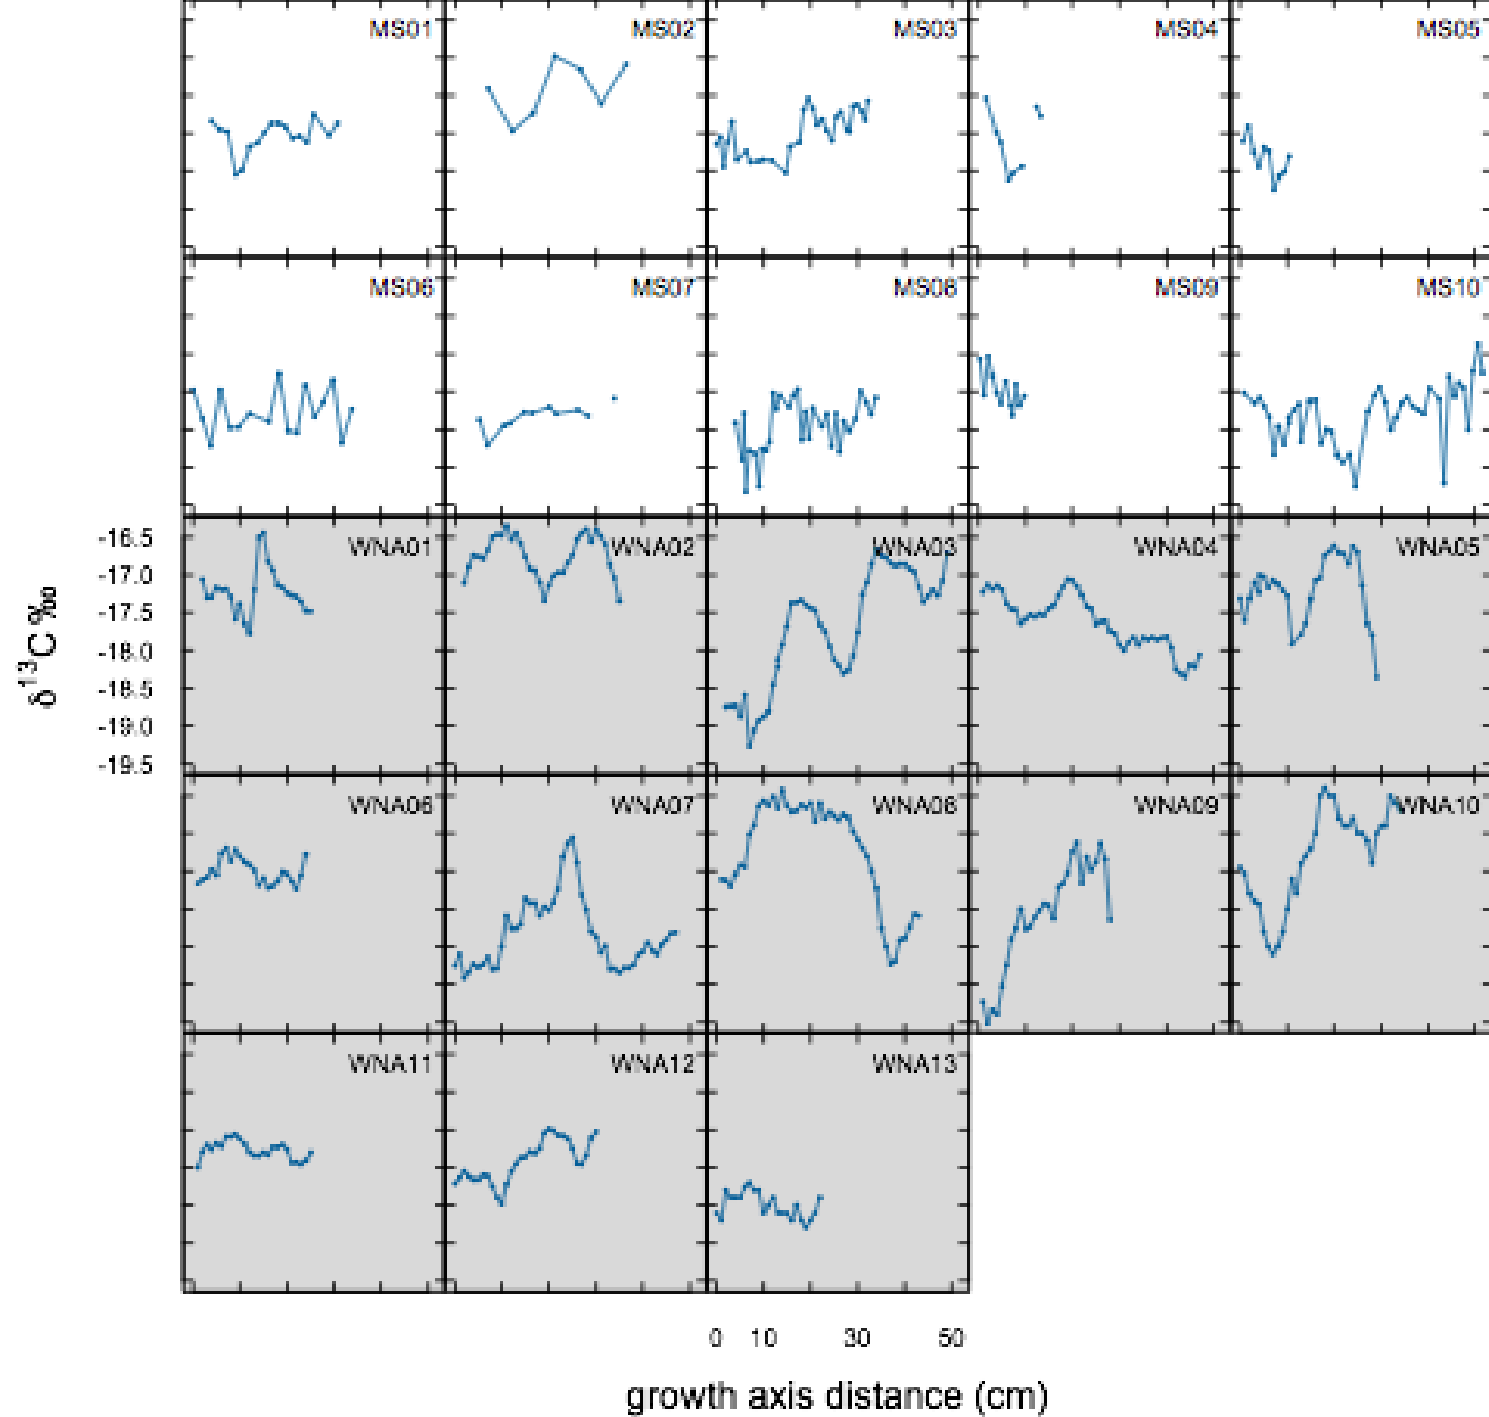 MS01 MS02 MS03 MS04 MS05
MS06 MS07 MS08 MS09 MS10
WNA01 WNA02 WNA03 WNA04 WNA05
-16.5
-17.0
-17.5
-18.0
-18.5
-19.0
-19.5
δ¹³C ‰
WNA06 WNA07 WNA08 WNA09 WNA10
WNA11 WNA12 WNA13
0 10 30 50
growth axis distance (cm)